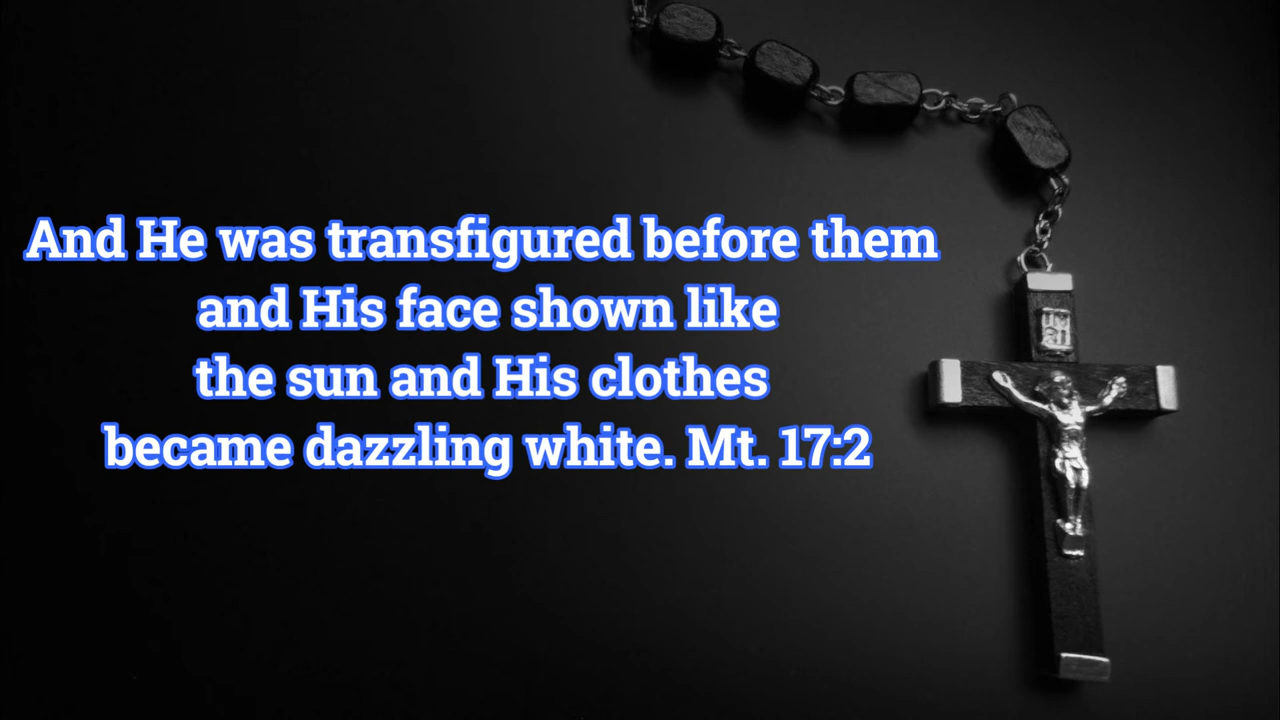 And He was transfigured before them
and His face shown like
the sun and His clothes
became dazzling white. Mt. 17:2